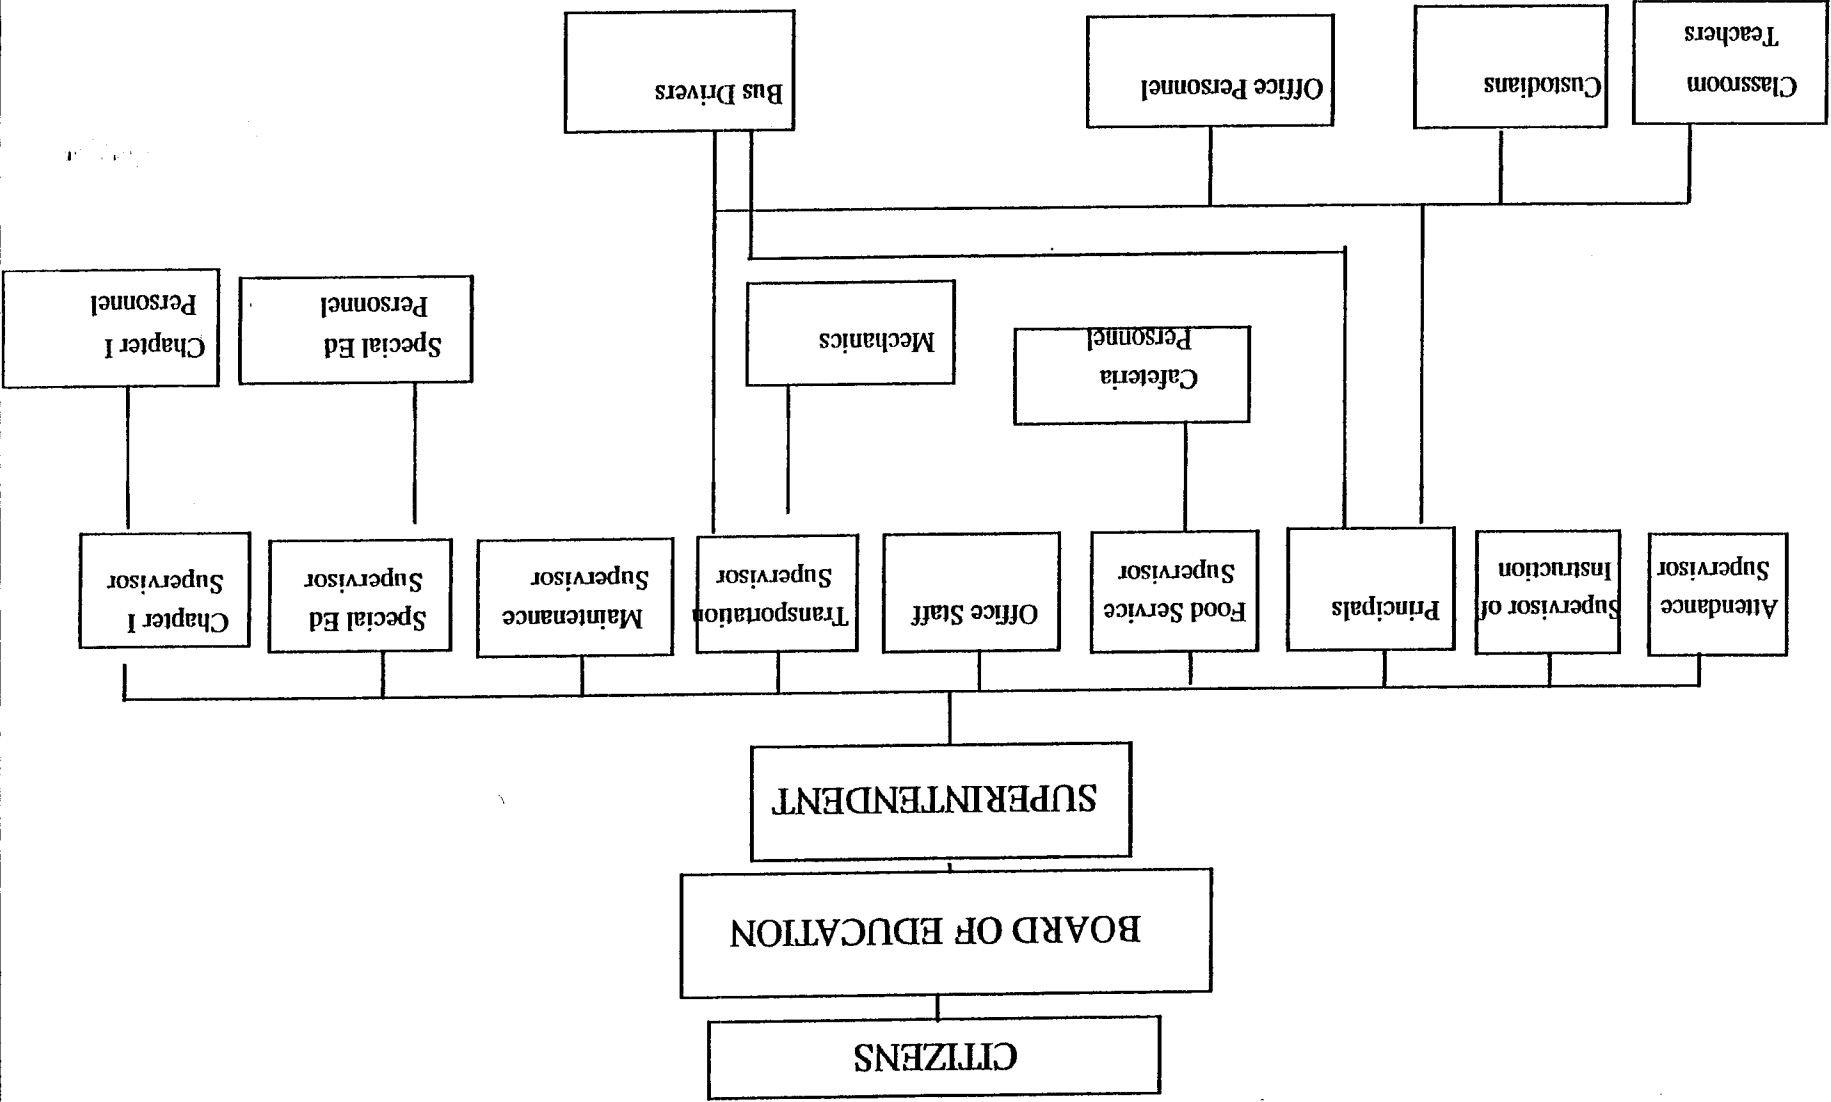 CITIZENS
BOARD OF EDUCATION
SUPERINTENDENT
Attendance
Supervisor
Supervisor of
Instruction
Principals
Food Service
Supervisor
Office Staff
Transportation
Supervisor
Maintenance
Supervisor
Special Ed
Supervisor
Chapter I
Supervisor
Cafeteria
Personnel
Mechanics
Special Ed
Personnel
Chapter I
Personnel
Classroom
Teachers
Custodians
Office Personnel
Bus Drivers